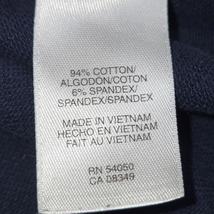 94% COTTON/
ALGODON/COTON
6% SPANDEX/
SPANDEX/SPANDEX
MADE IN VIETNAM
HECHO EN VIETNAM
FAIT AU VIETNAM
RN 54050
CA 08349